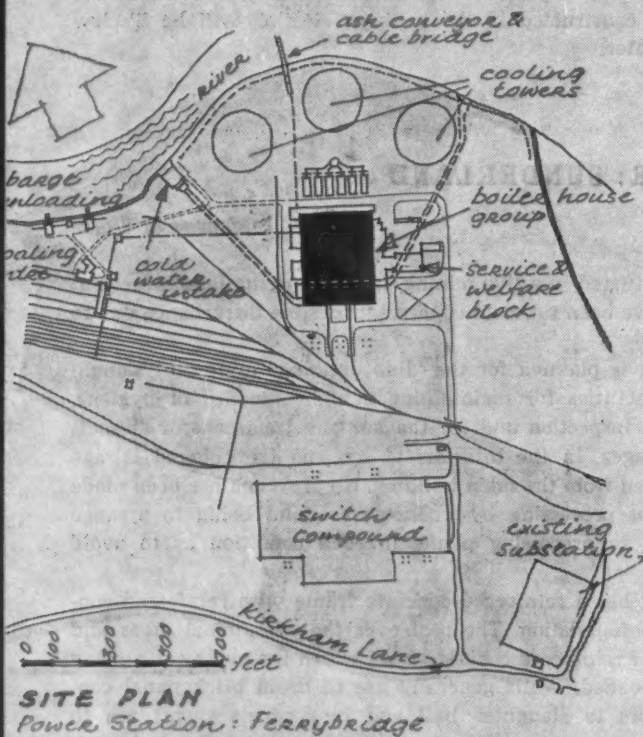 ash conveyor &
cable bridge
cooling
towers
RIVER
barge
unloading
boiler house
group
cold
water
intake
service &
welfare
block
switch
compound
existing
substation
Kirkham Lane
0 100 300 500 700 feet
SITE PLAN
Power Station : Ferrybridge